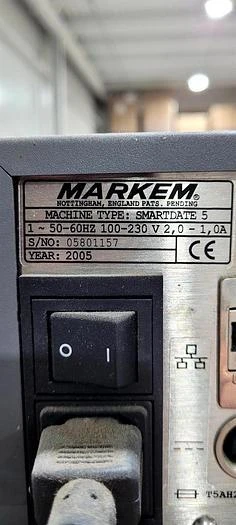 MARKEM®
NOTTINGHAM, ENGLAND PATS. PENDING
MACHINE TYPE: SMARTDATE 5
1 ~ 50-60HZ 100-230 V 2,0 - 1,0A
S/NO: 05801157
YEAR: 2005
CE
O I
T5AH2